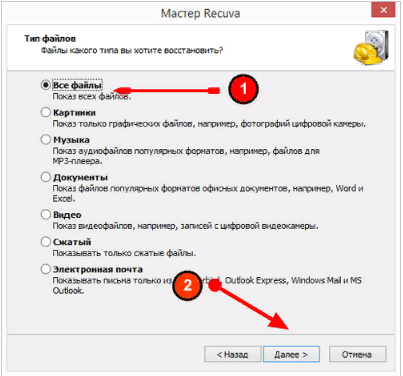 Мастер Recuva
Тип файлов
Файлы какого типа вы хотите восстановить?
Все файлы
Показ всех файлов.
1
Картинки
Показ только графических файлов, например, фотографий цифровой камеры.
Музыка
Показ аудиофайлов популярных форматов, например, файлов для
MP3-плеера.
Документы
Показ файлов популярных форматов офисных документов, например, Word и
Excel.
Видео
Показ видеофайлов, например, записей с цифровой видеокамеры.
Сжатый
Показывать только сжатые файлы.
Электронная почта
Показывать письма только из Outlook Express, Windows Mail и MS
Outlook.
2
< Назад Далее > Отмена